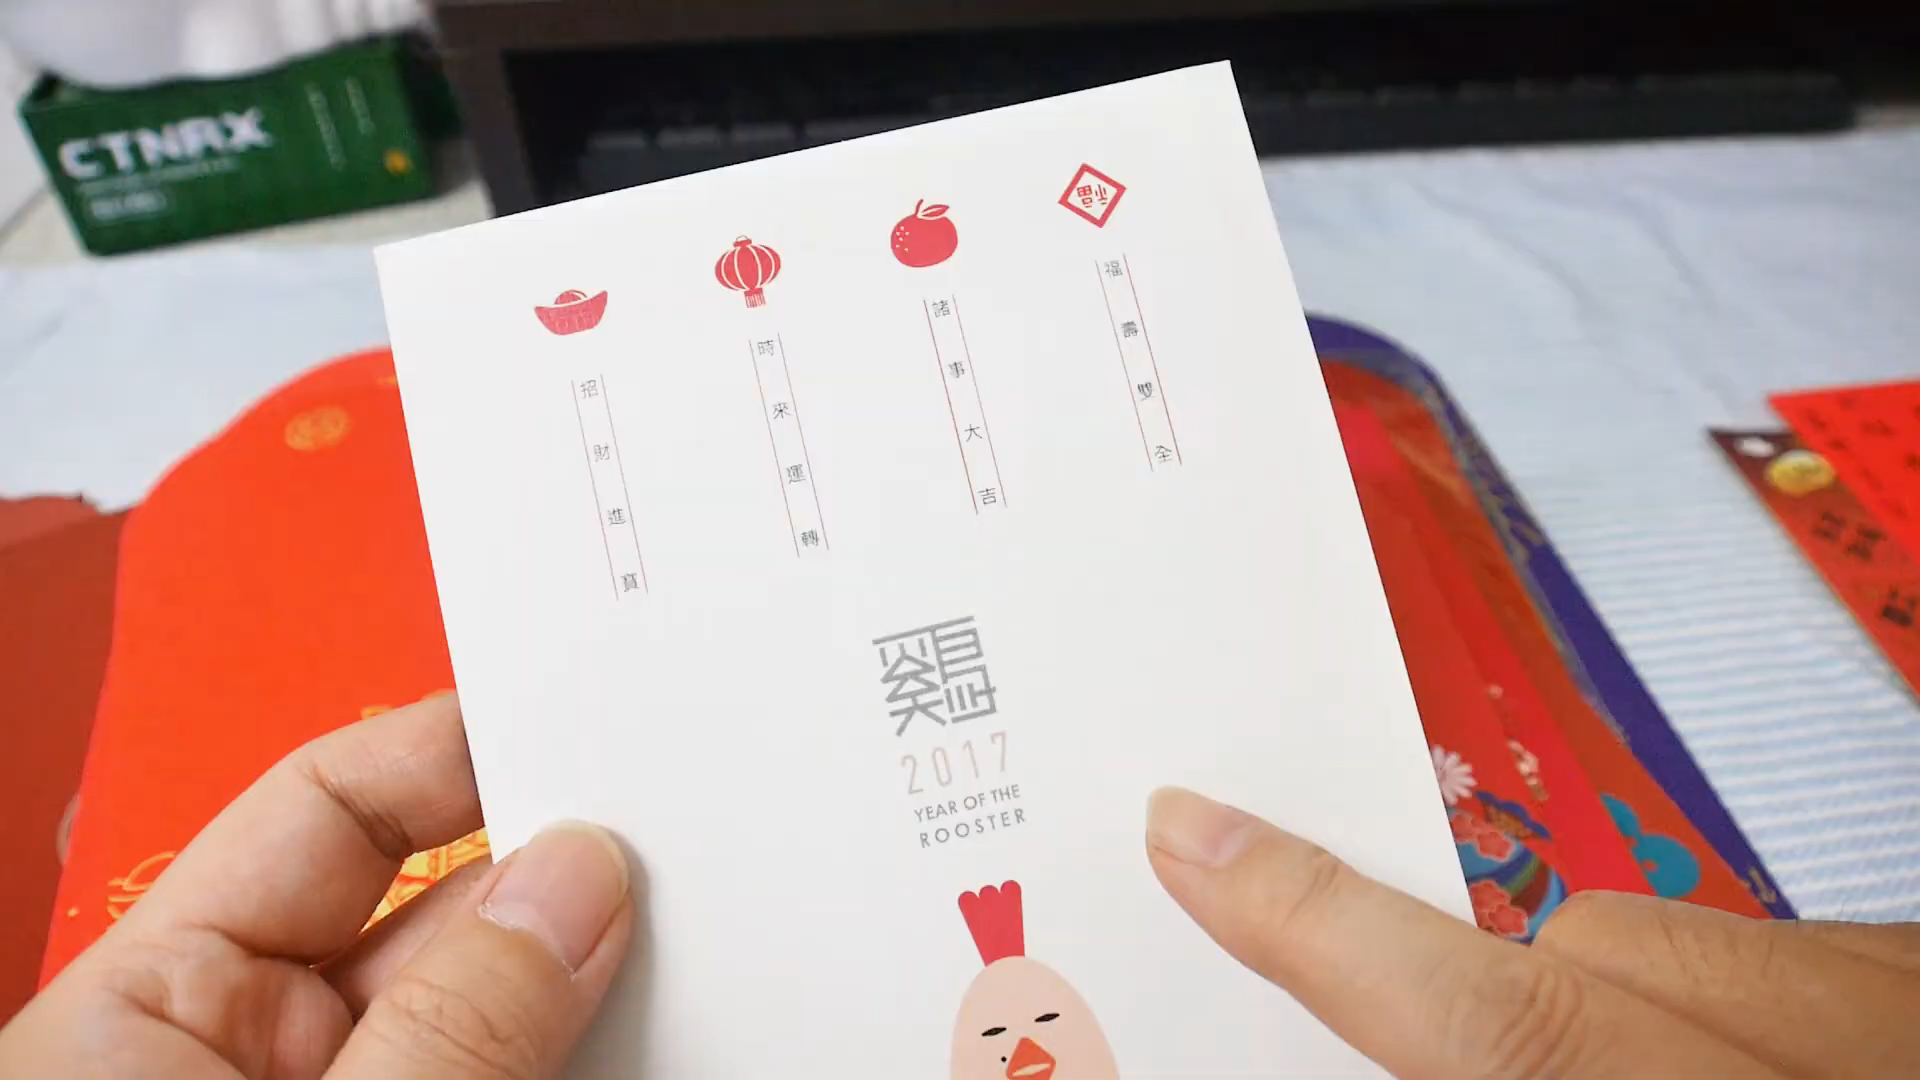 CTNRX
福
福壽雙全
諸事大吉
時來運轉
招財進寶
鷄
2017
YEAR OF THE
ROOSTER